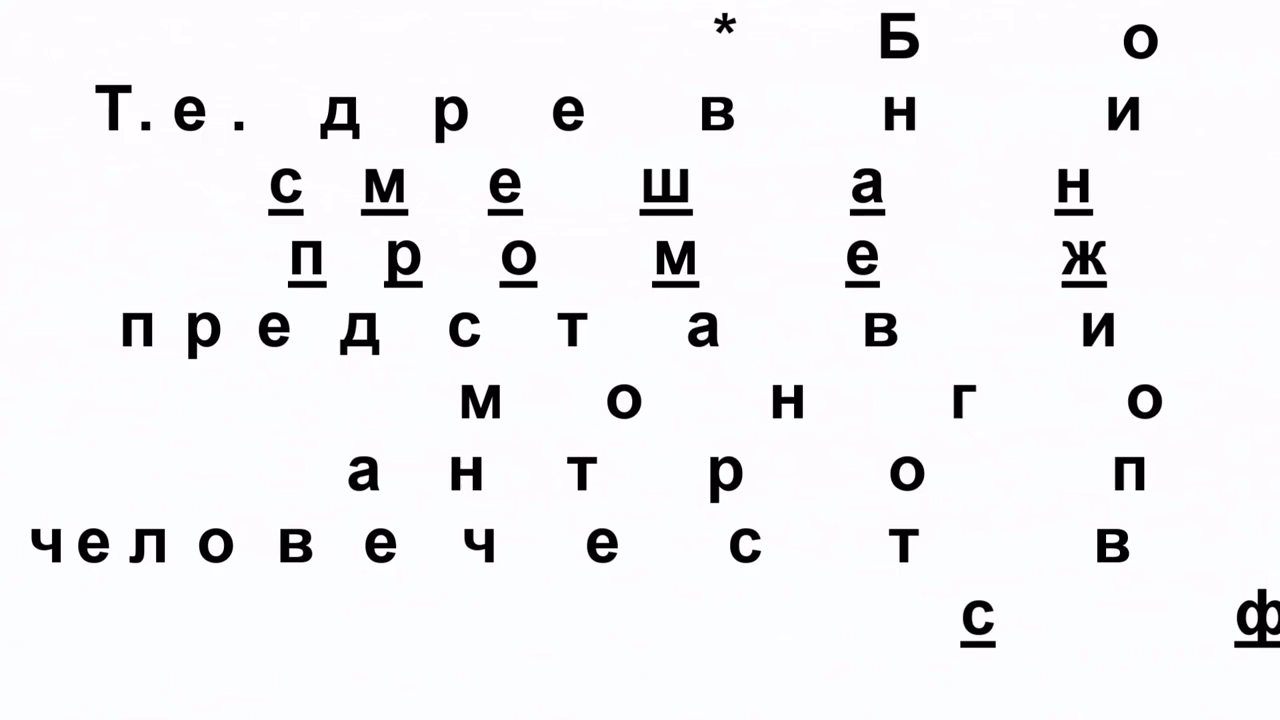 * Б о
Т.е. д р е в н и
с м е ш а н
п р о м е ж
п р е д с т а в и
м о н г о
а н т р о п
ч е л о в е ч е с т в
с ф